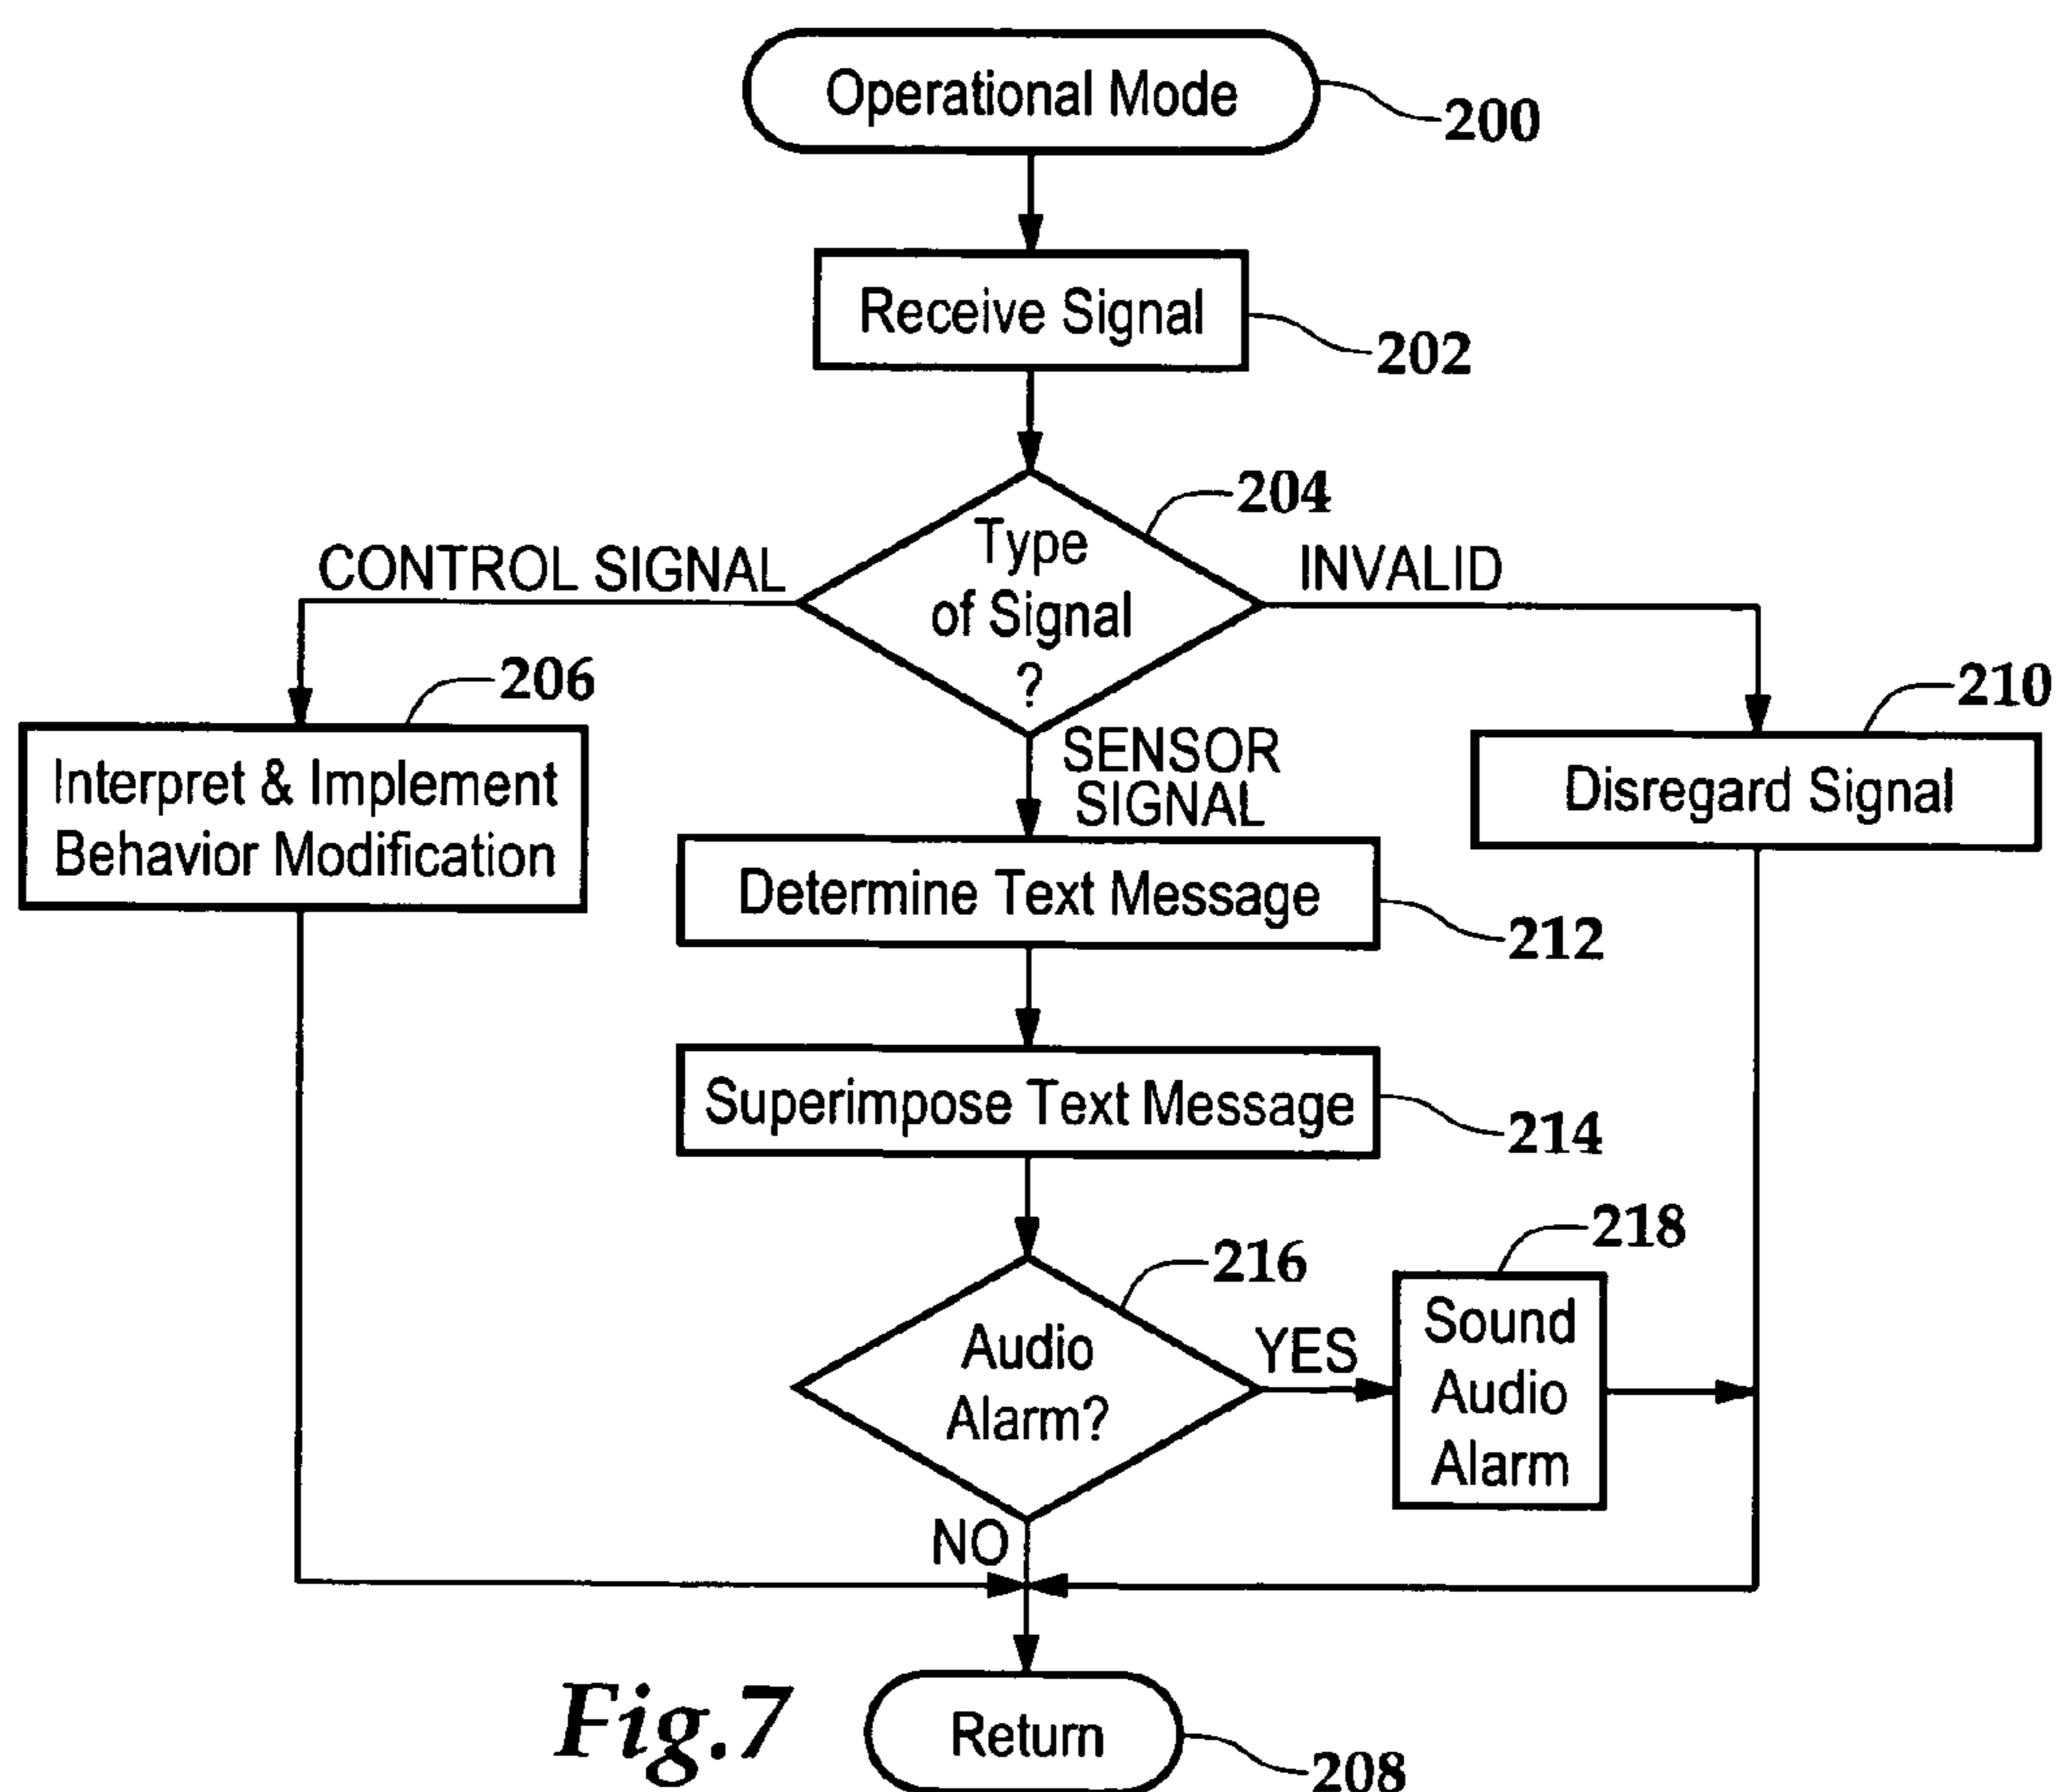 Operational Mode
200
Receive Signal
202
204
Type
of Signal
?
CONTROL SIGNAL
INVALID
206
210
Interpret & Implement
Behavior Modification
SENSOR
SIGNAL
Disregard Signal
Determine Text Message
212
Superimpose Text Message
214
216
218
Audio
Alarm?
YES
Sound
Audio
Alarm
NO
Return
208
Fig.7